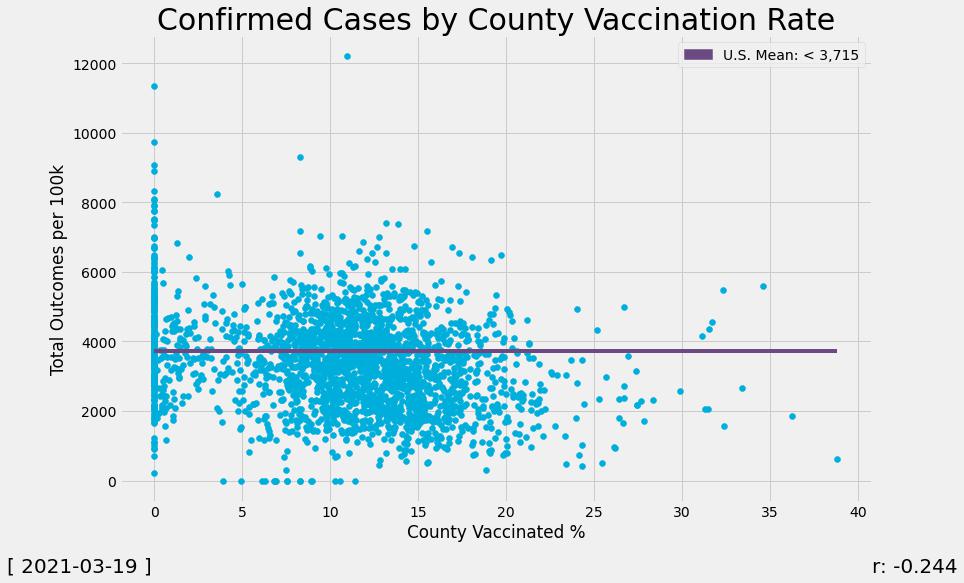 Confirmed Cases by County Vaccination Rate
U.S. Mean: < 3,715
12000
10000
8000
6000
4000
2000
0
Total Outcomes per 100k
0 5 10 15 20 25 30 35 40
County Vaccinated %
[ 2021-03-19 ]
r: -0.244